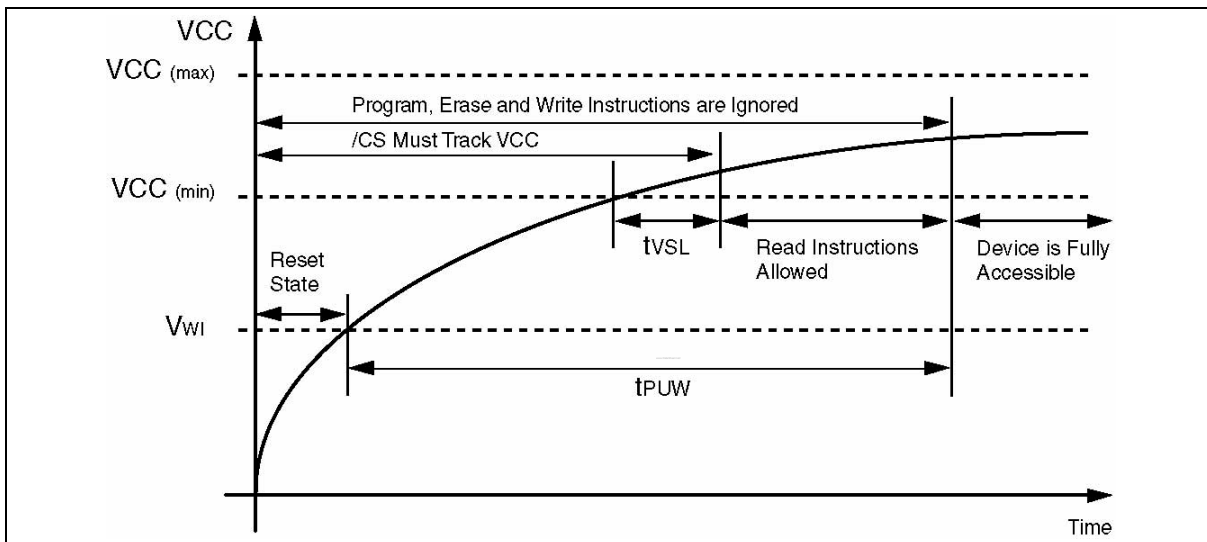 VCC
VCC (max)
Program, Erase and Write Instructions are Ignored
/CS Must Track VCC
VCC (min)
tVSL
Read Instructions
Allowed
Device is Fully
Accessible
Reset
State
VWI
tPUW
Time